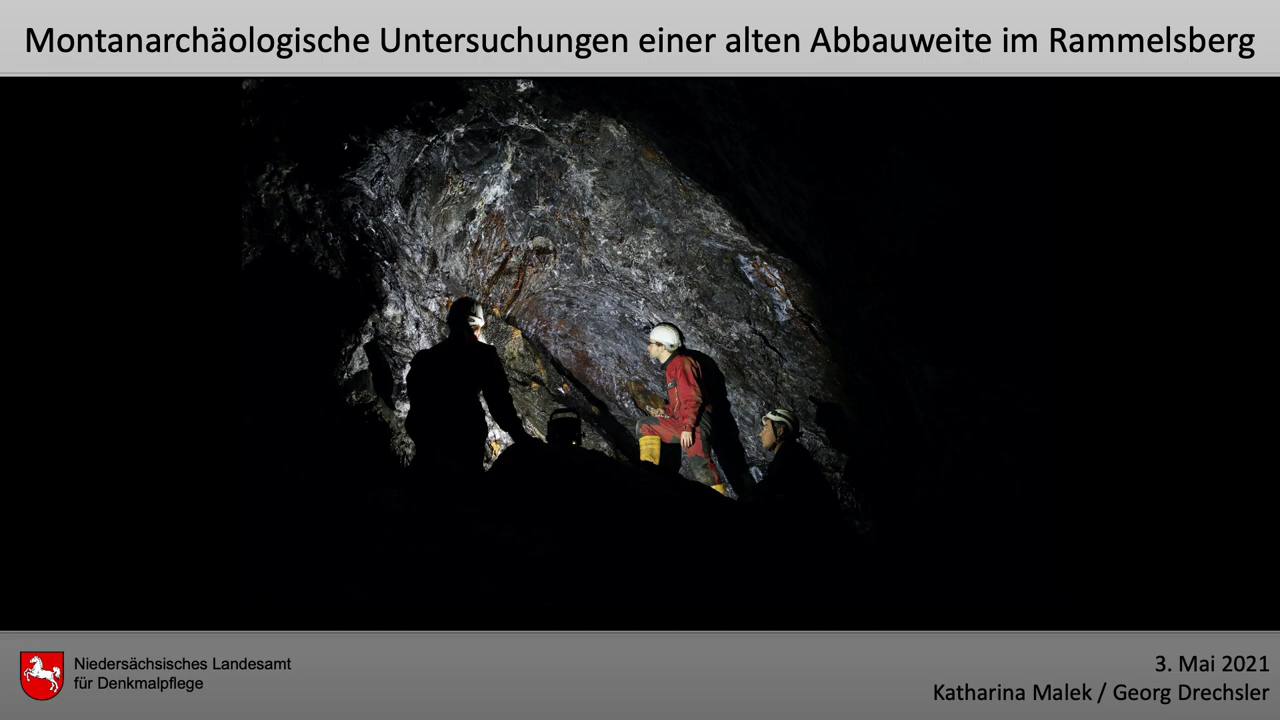 Montanarchäologische Untersuchungen einer alten Abbauweite im Rammelsberg
Niedersächsisches Landesamt
für Denkmalpflege
3. Mai 2021
Katharina Malek / Georg Drechsler